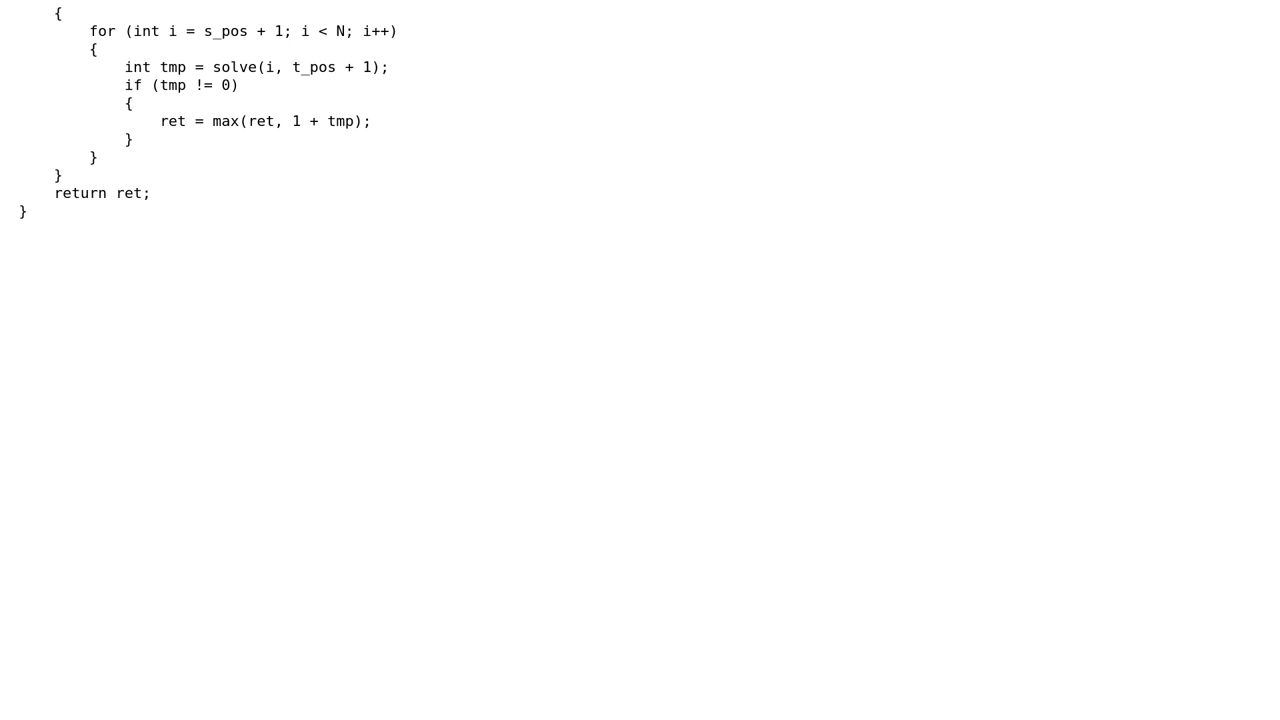 {
        for (int i = s_pos + 1; i < N; i++)
        {
            int tmp = solve(i, t_pos + 1);
            if (tmp != 0)
            {
                ret = max(ret, 1 + tmp);
            }
        }
    }
    return ret;
}